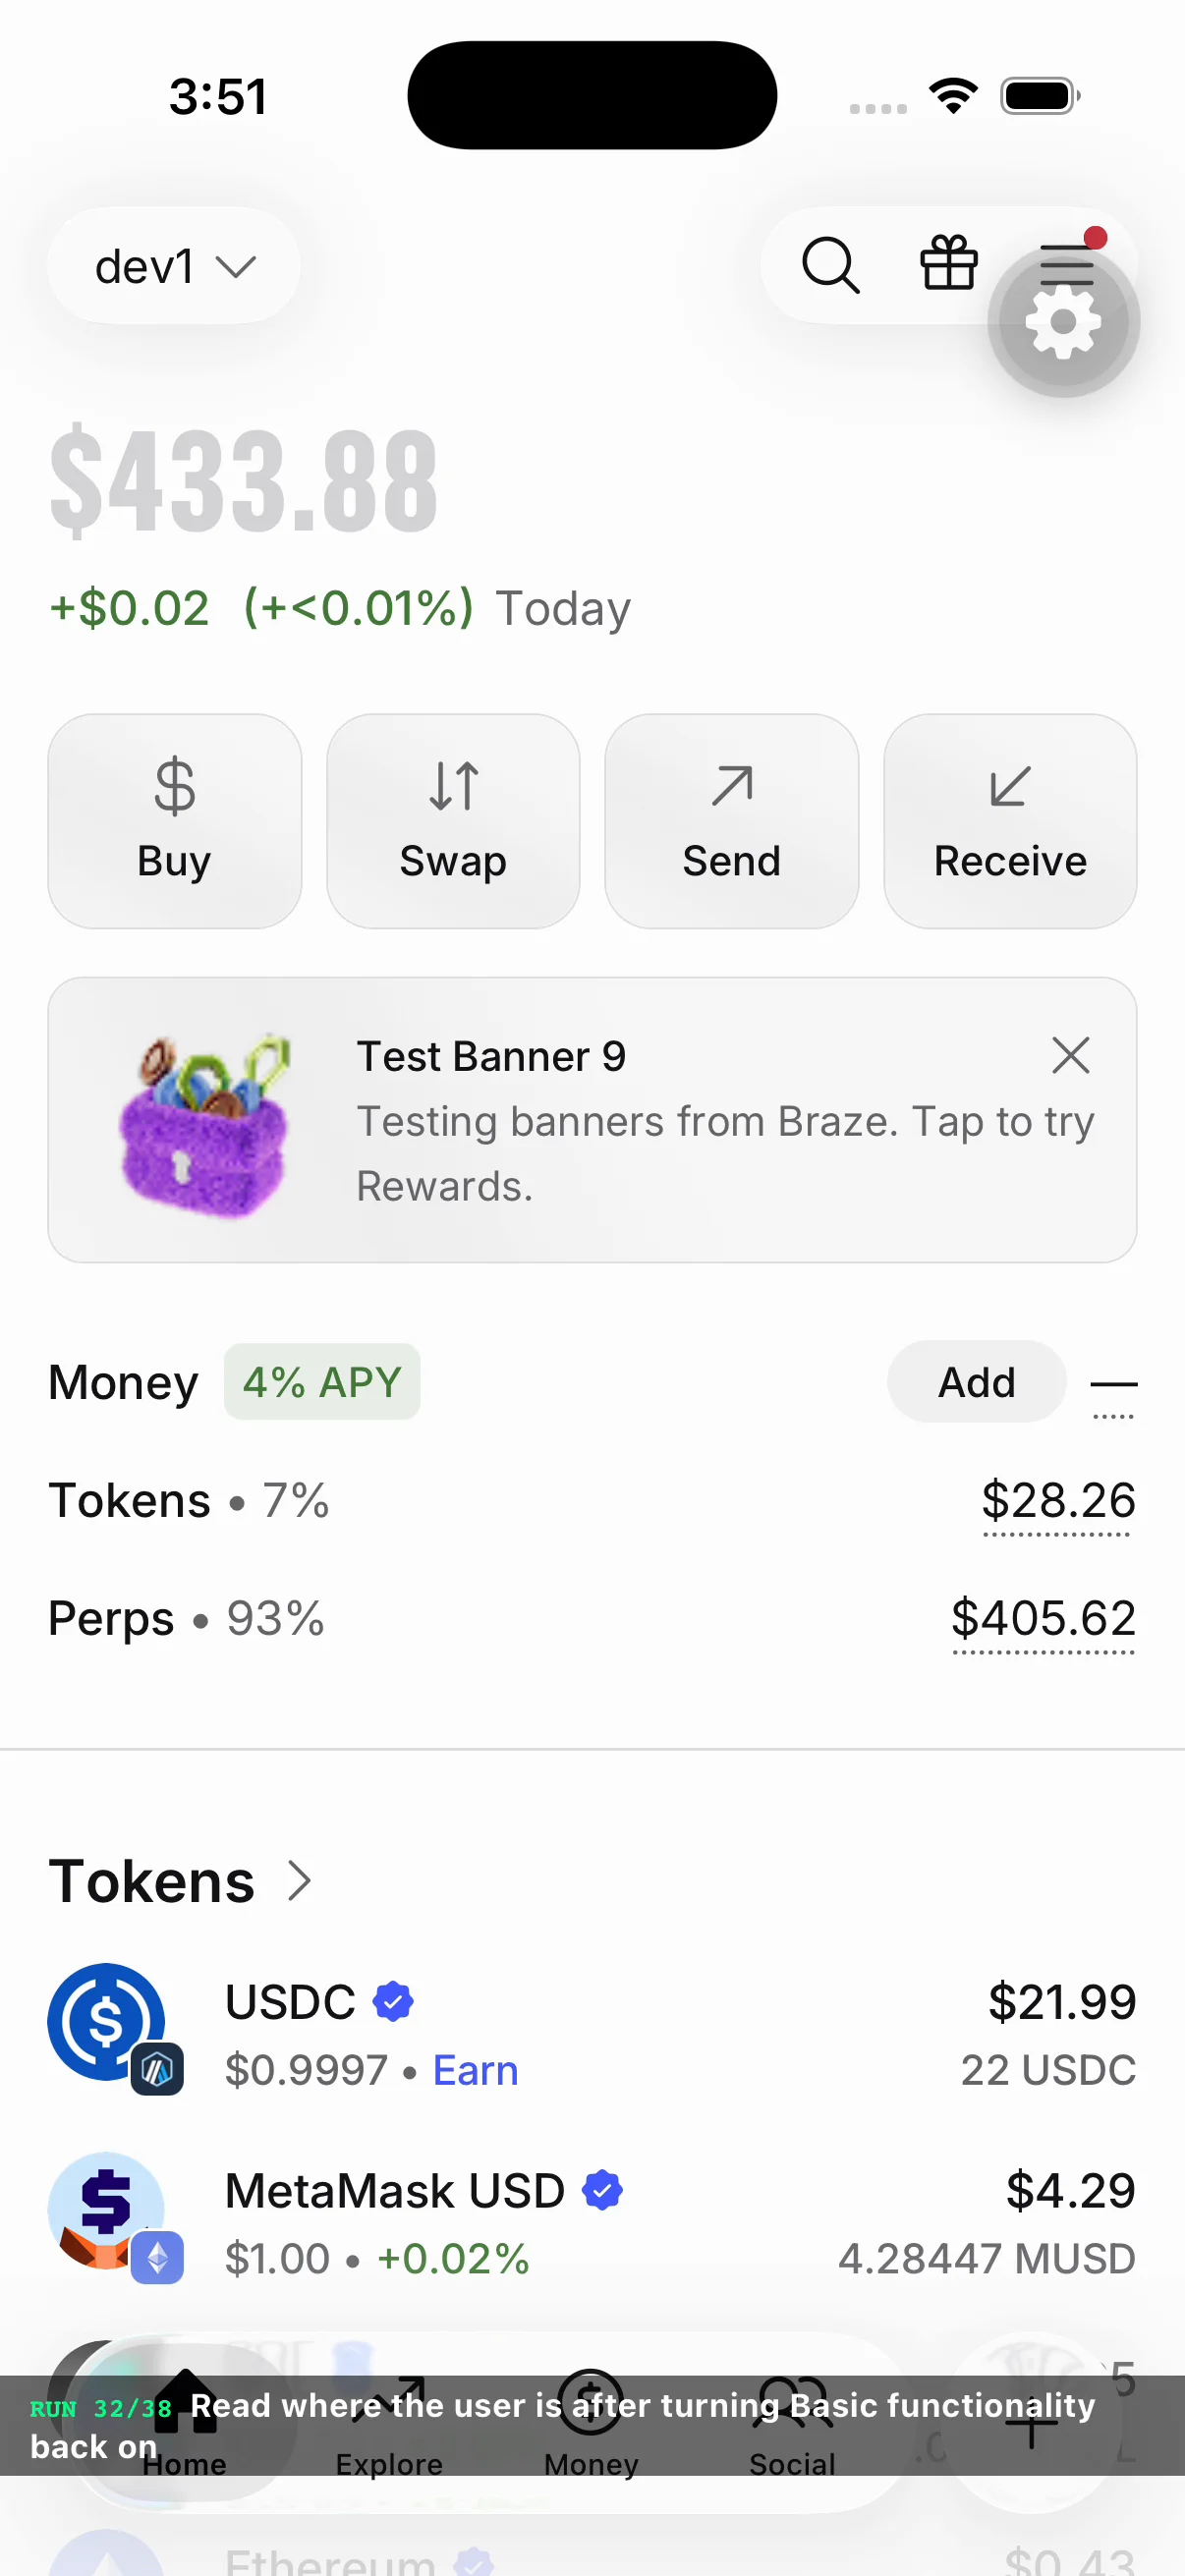 3:51
dev1
$433.88
+$0.02 (+<0.01%) Today
Buy
Swap
Send
Receive
Test Banner 9
Testing banners from Braze. Tap to try
Rewards.
Money 4% APY Add —
Tokens • 7% $28.26
Perps • 93% $405.62
Tokens
USDC $21.99
$0.9997 • Earn 22 USDC
MetaMask USD $4.29
$1.00 • +0.02% 4.28447 MUSD
RUN 32/38 Read where the user is after turning Basic functionality
back on
Home
Explore
Money
Social
Ethereum $0.43